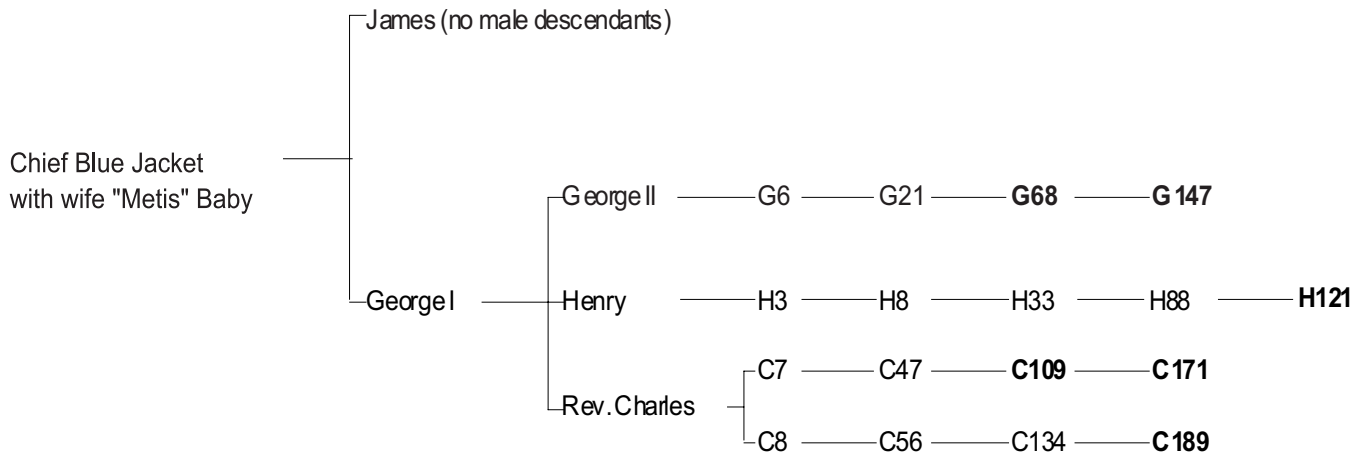 James (no male descendants)
Chief Blue Jacket
with wife "Metis" Baby
George II G6 G21 G68 G147
George I Henry H3 H8 H33 H88 H121
C7 C47 C109 C171
Rev. Charles
C8 C56 C134 C189